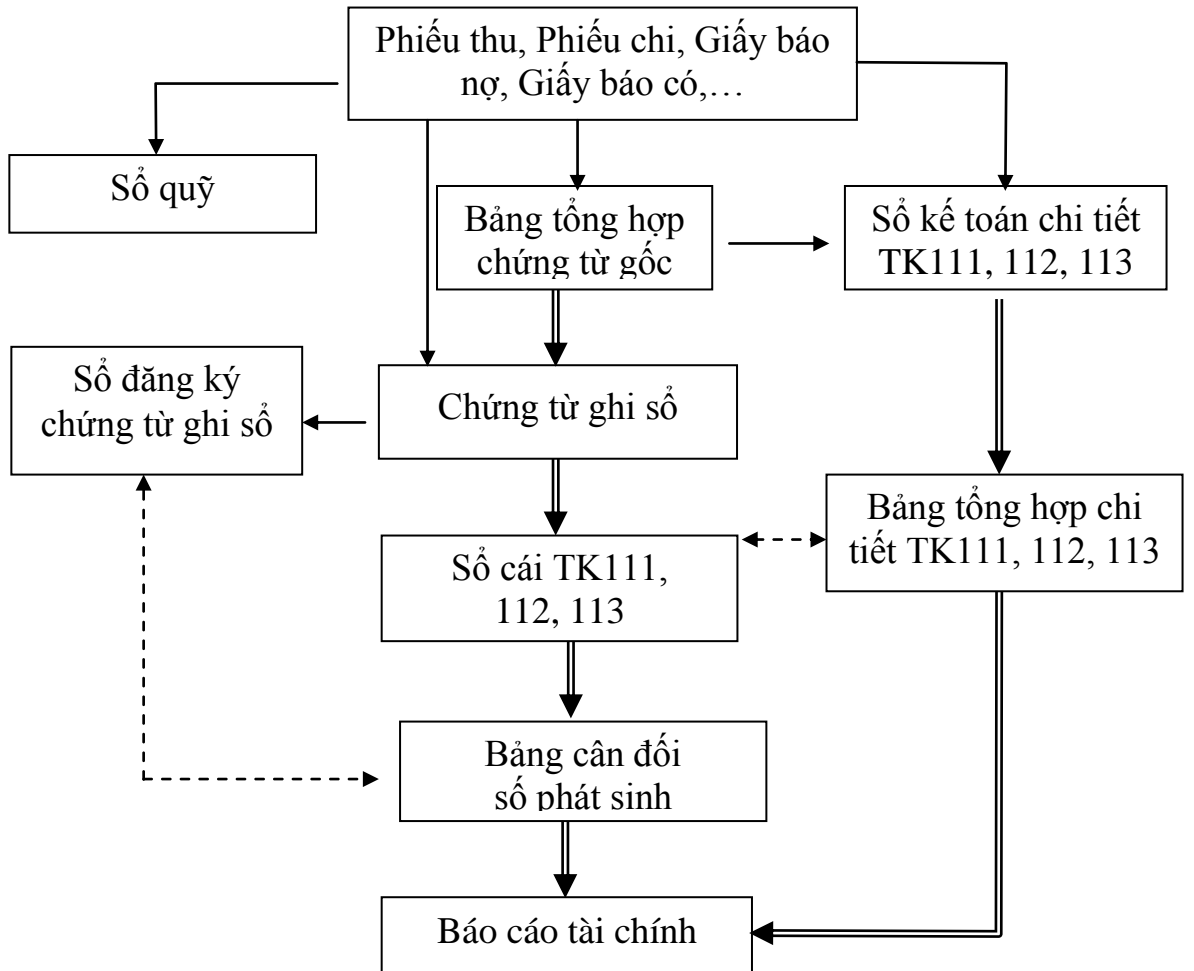 Phiếu thu, Phiếu chi, Giấy báo
nợ, Giấy báo có,…
Sổ quỹ
Bảng tổng hợp
chứng từ gốc
Sổ kế toán chi tiết
TK111, 112, 113
Sổ đăng ký
chứng từ ghi sổ
Chứng từ ghi sổ
Bảng tổng hợp chi
tiết TK111, 112, 113
Sổ cái TK111,
112, 113
Bảng cân đối
số phát sinh
Báo cáo tài chính